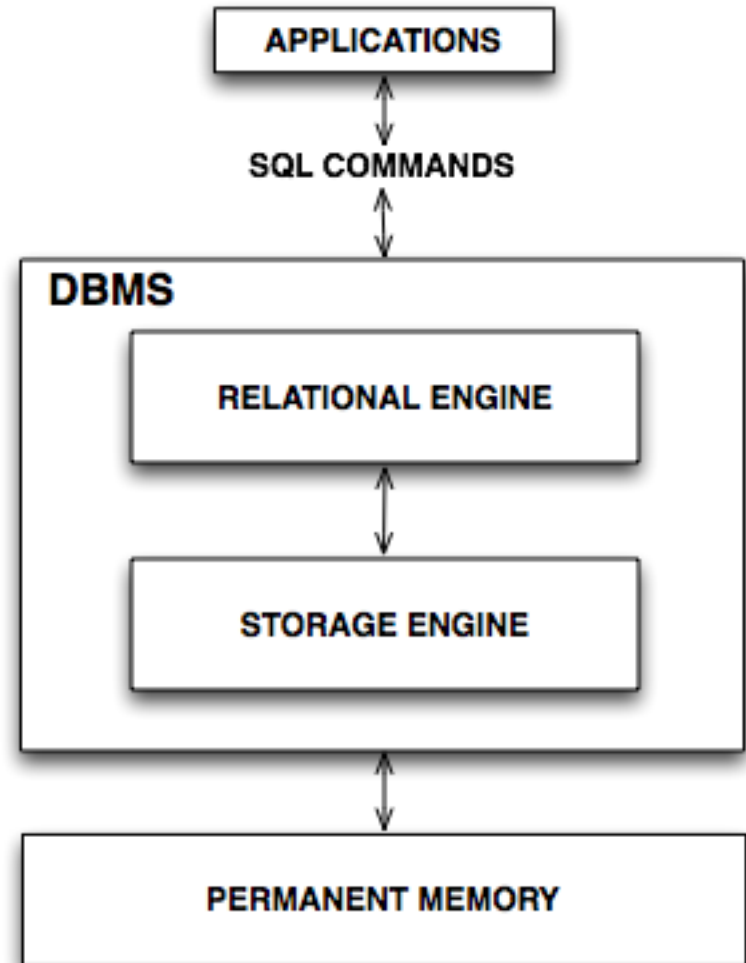 APPLICATIONS
SQL COMMANDS
DBMS
RELATIONAL ENGINE
STORAGE ENGINE
PERMANENT MEMORY